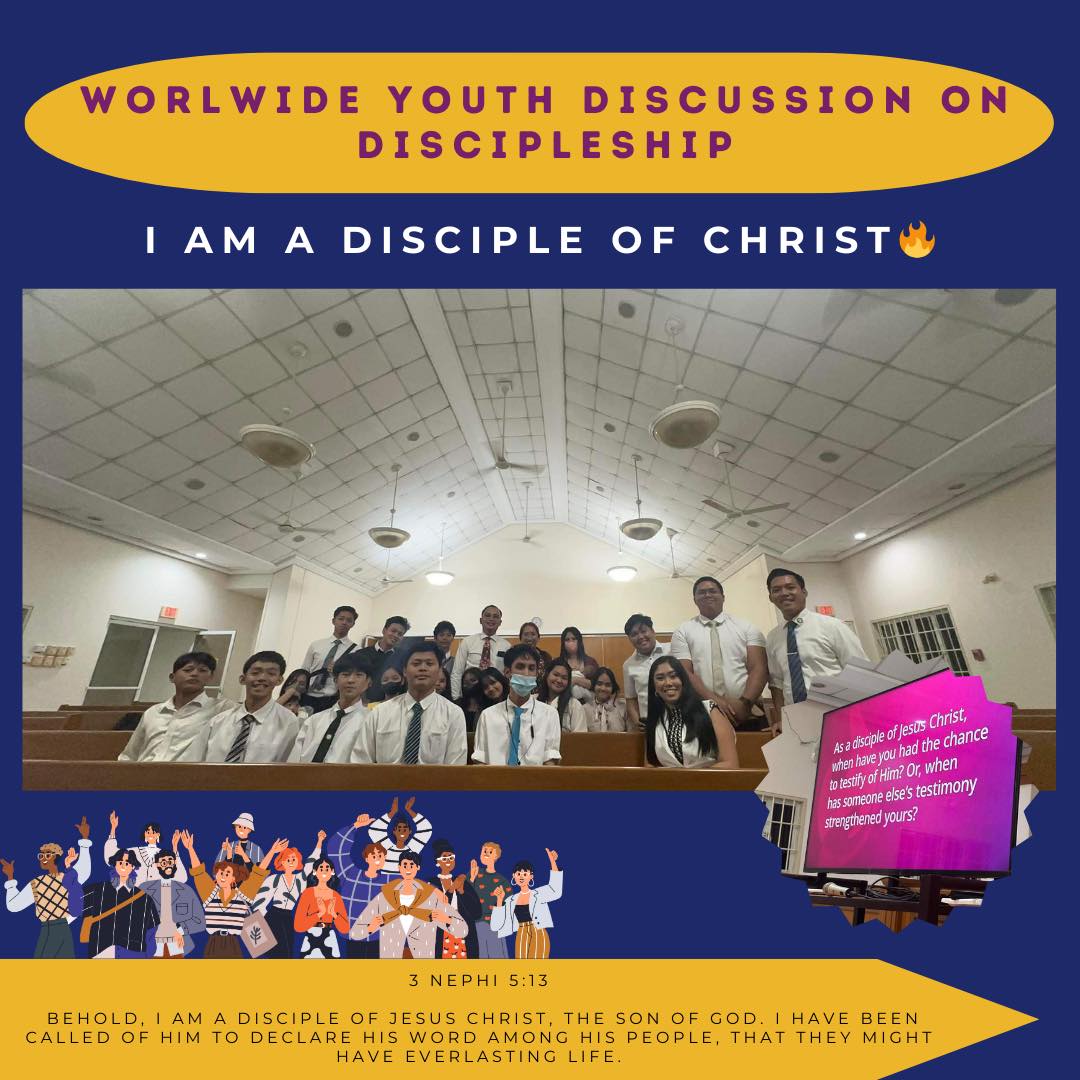 WORLWIDE YOUTH DISCUSSION ON
DISCIPLESHIP
I AM A DISCIPLE OF CHRIST🔥
As a disciple of Jesus Christ,
when have you had the chance
to testify of Him? Or, when
has someone else's testimony
strengthened yours?
3 NEPHI 5:13
BEHOLD, I AM A DISCIPLE OF JESUS CHRIST, THE SON OF GOD. I HAVE BEEN
CALLED OF HIM TO DECLARE HIS WORD AMONG HIS PEOPLE, THAT THEY MIGHT
HAVE EVERLASTING LIFE.